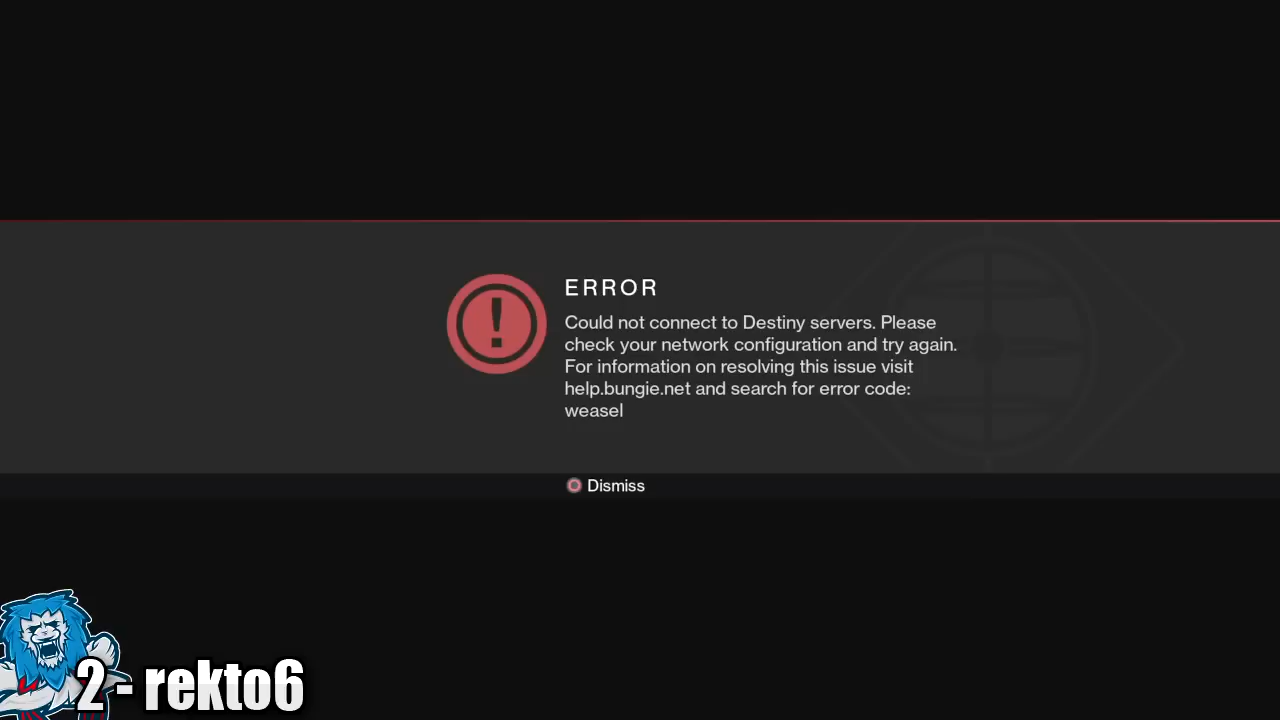 ERROR
Could not connect to Destiny servers. Please
check your network configuration and try again.
For information on resolving this issue visit
help.bungie.net and search for error code:
weasel
Dismiss
2 - rekto6